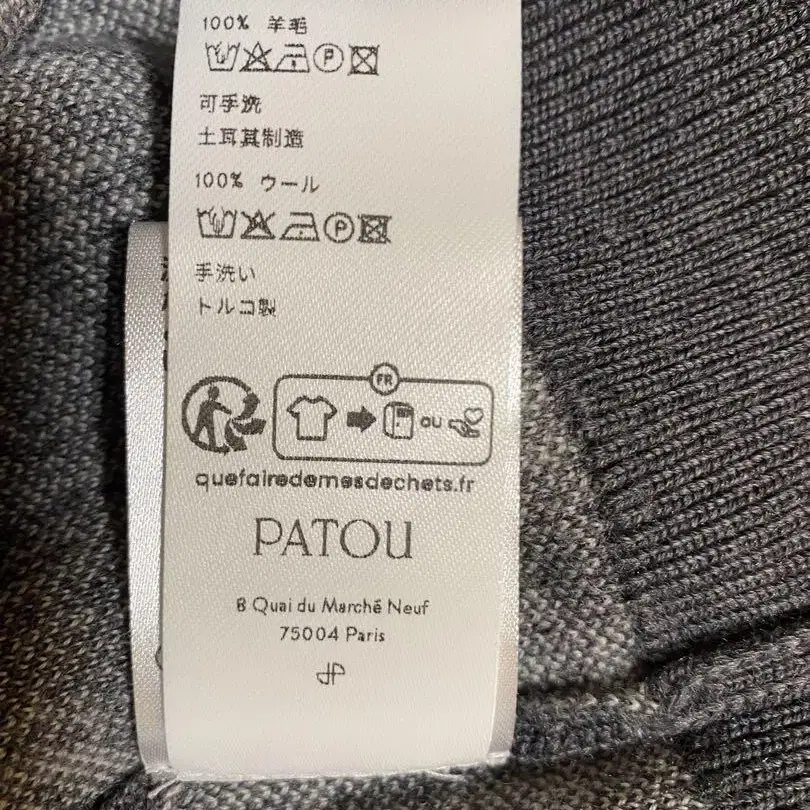 100% 羊毛
P
可手洗
土耳其制造
100% ウール
P
手洗い
トルコ製
FR
ou
quefairedemesdechets.fr
PATOU
8 Quai du Marché Neuf
75004 Paris
JP